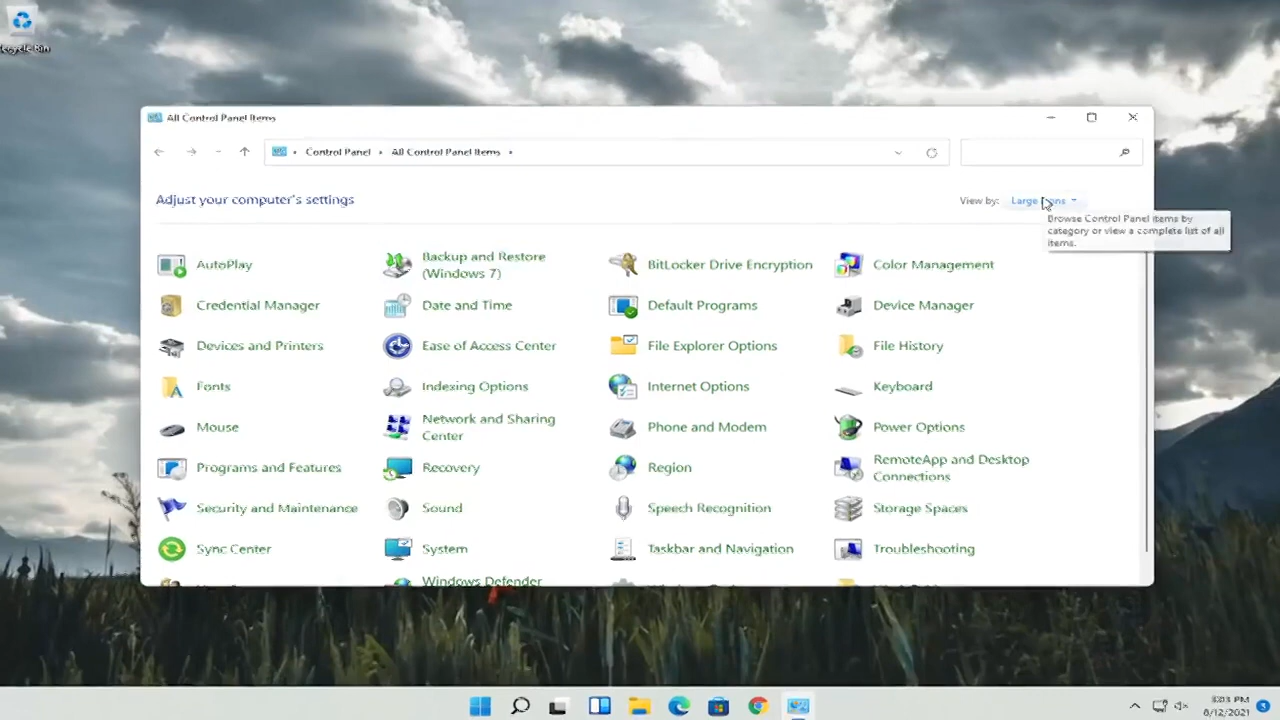 Recycle Bin
All Control Panel Items
Control Panel
All Control Panel Items
Adjust your computer's settings
View by:
Large Icons
Browse Control Panel items by
category or view a complete list of all
items.
AutoPlay
Backup and Restore
(Windows 7)
BitLocker Drive Encryption
Color Management
Credential Manager
Date and Time
Default Programs
Device Manager
Devices and Printers
Ease of Access Center
File Explorer Options
File History
Fonts
Indexing Options
Internet Options
Keyboard
Mouse
Network and Sharing
Center
Phone and Modem
Power Options
Programs and Features
Recovery
Region
RemoteApp and Desktop
Connections
Security and Maintenance
Sound
Speech Recognition
Storage Spaces
Sync Center
System
Taskbar and Navigation
Troubleshooting
Windows Defender
5:03 PM
8/12/2021
3